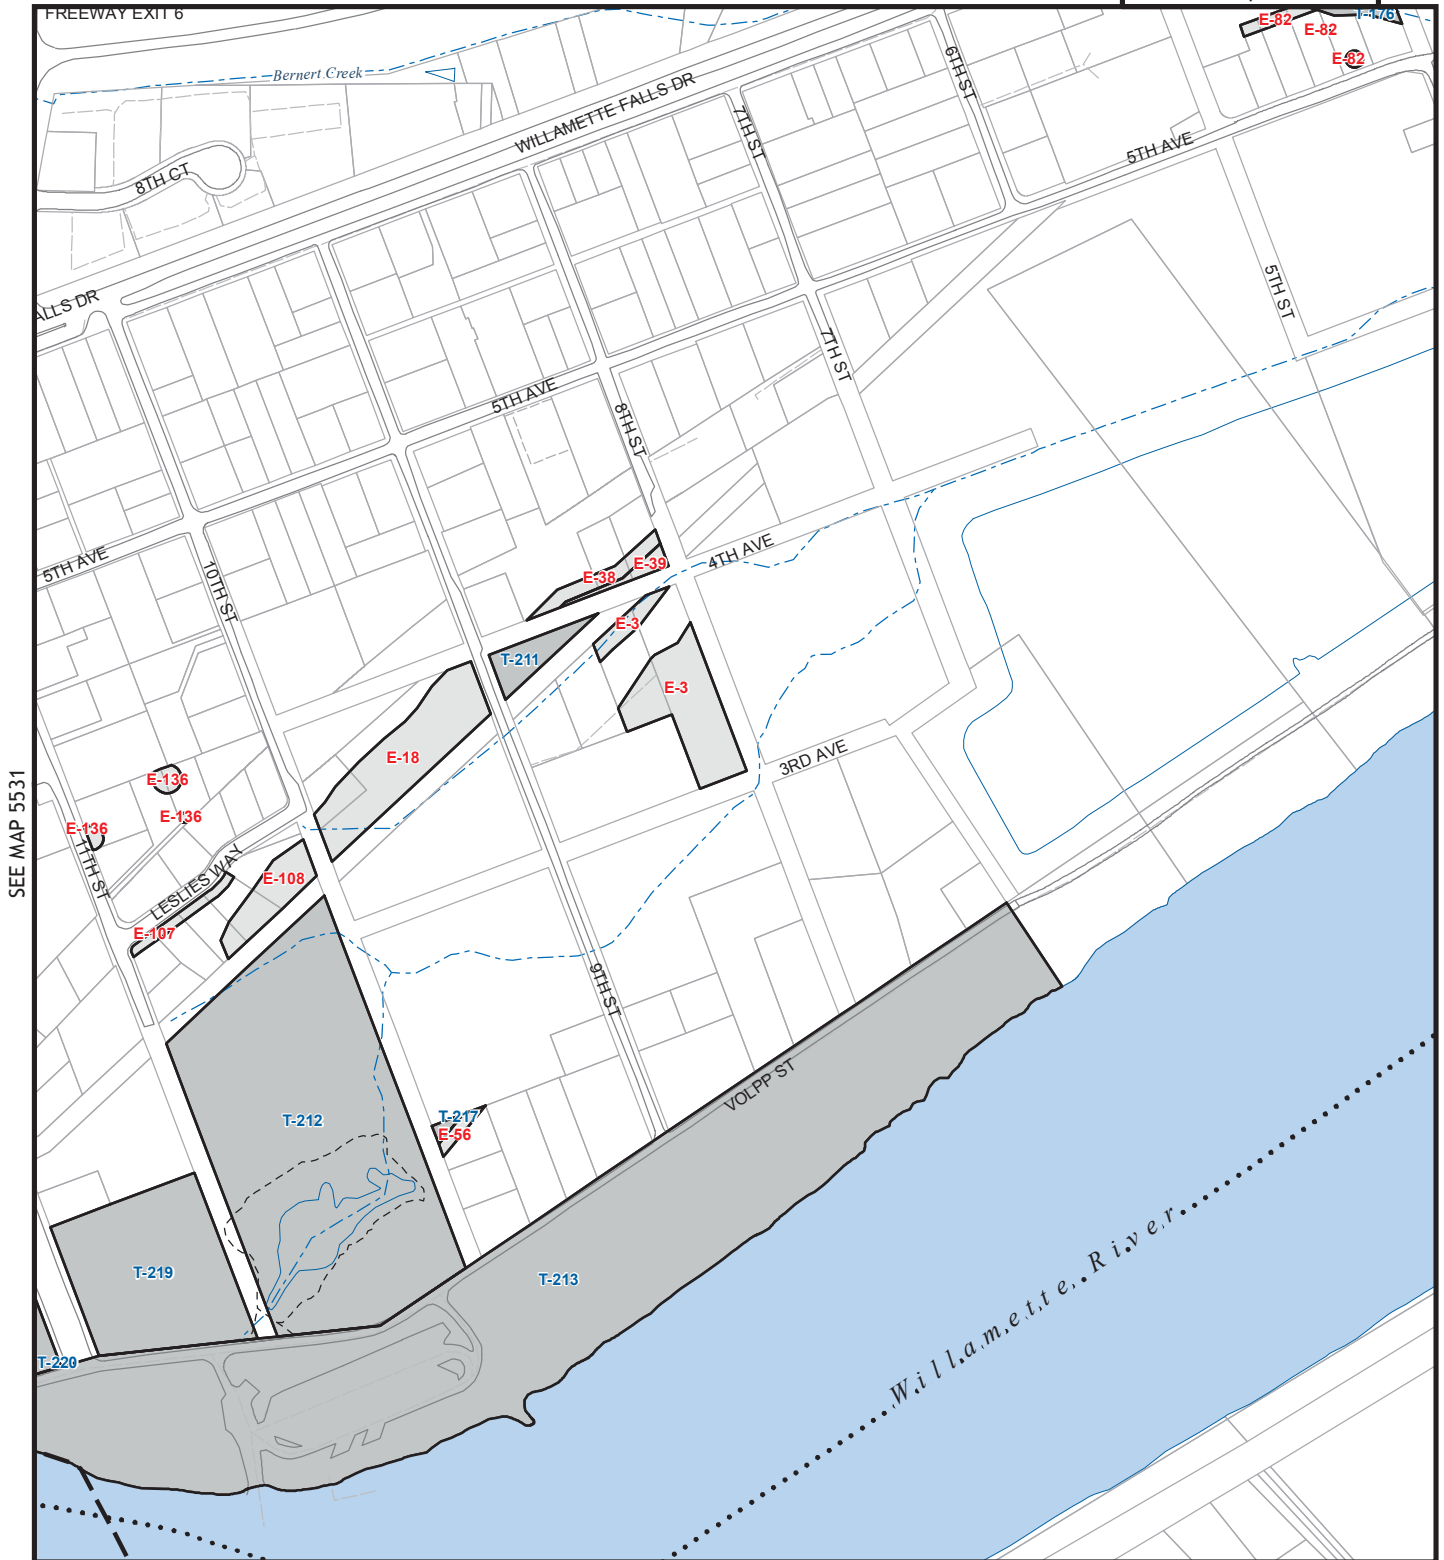 FREEWAY EXIT 6
E-82
T-176
E-82
E-82
Bernert Creek
6TH ST
WILLAMETTE FALLS DR
7TH ST
5TH AVE
8TH CT
5TH ST
ALLS DR
7TH ST
5TH AVE
8TH ST
4TH AVE
5TH AVE
10TH ST
E-39
E-38
E-3
T-211
E-3
E-18
3RD AVE
SEE MAP 5531
E-136
E-136
E-136
11TH ST
LESLIES WAY
E-108
E-107
9TH ST
VOLPP ST
T-212
T-217
E-56
T-219
T-213
T-220
Willamette River